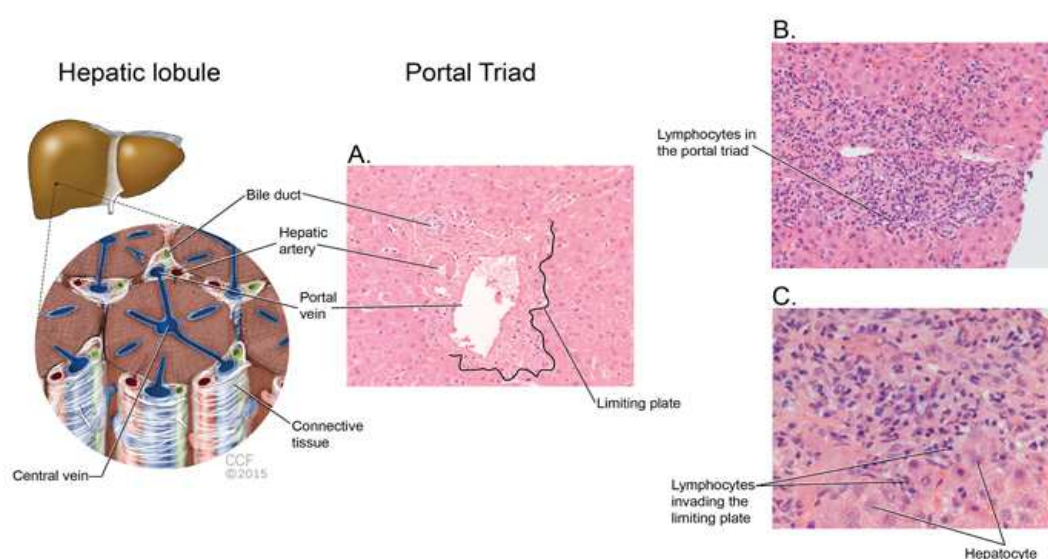 Hepatic lobule
Portal Triad
A.
Bile duct
Hepatic
artery
Portal
vein
Limiting plate
Connective
tissue
Central vein
CCF
©2015
B.
Lymphocytes in
the portal triad
C.
Lymphocytes
invading the
limiting plate
Hepatocyte